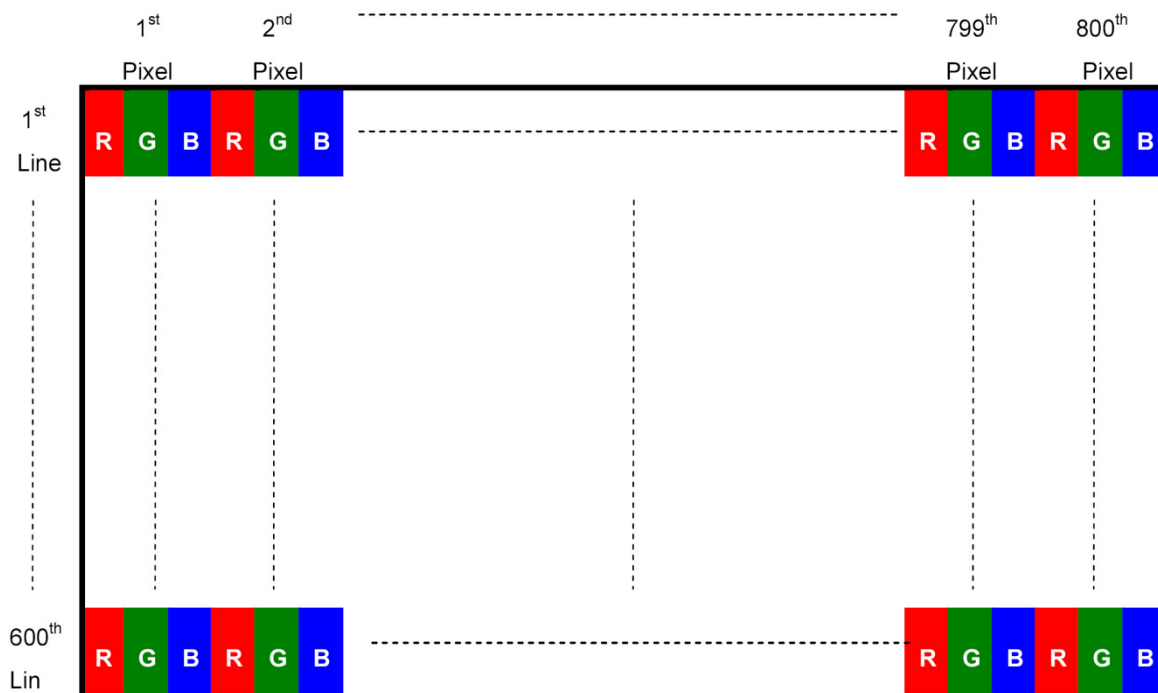 1st 2nd 799th 800th
Pixel Pixel Pixel Pixel
1st
Line
R G B R G B R G B R G B
600th
Lin
R G B R G B R G B R G B